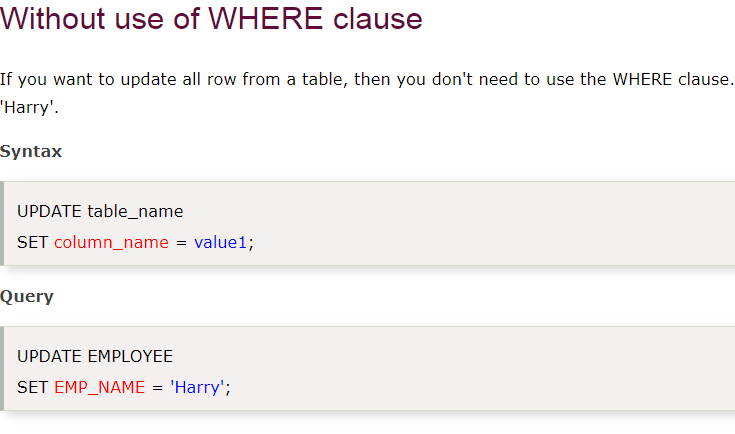 Without use of WHERE clause
If you want to update all row from a table, then you don't need to use the WHERE clause.
'Harry'.
Syntax
UPDATE table_name
SET column_name = value1;
Query
UPDATE EMPLOYEE
SET EMP_NAME = 'Harry';